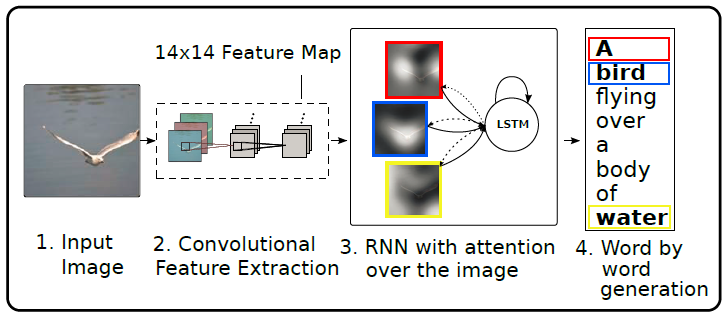 14x14 Feature Map
LSTM
A
bird
flying
over
a
body
of
water
1. Input
Image
2. Convolutional
Feature Extraction
3. RNN with attention
over the image
4. Word by
word
generation